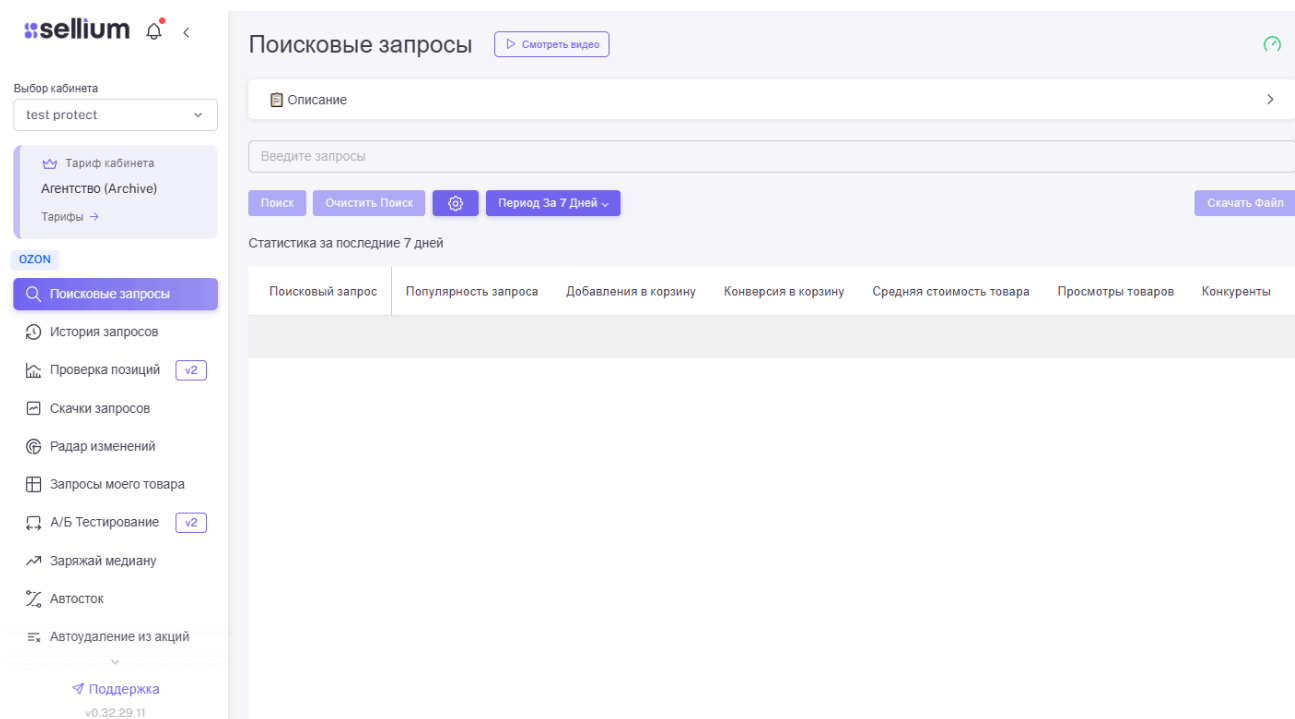 sellium
Выбор кабинета
test protect
Тариф кабинета
Агентство (Archive)
Тарифы →
OZON
Поисковые запросы
История запросов
Проверка позиций v2
Скачки запросов
Радар изменений
Запросы моего товара
А/Б Тестирование v2
Заряжай медиану
Автосток
Автоудаление из акций
Поддержка
v0.32.29.11
Поисковые запросы Смотреть видео
Описание
Введите запросы
Поиск Очистить Поиск Период За 7 Дней Скачать Файл
Статистика за последние 7 дней
Поисковый запрос Популярность запроса Добавления в корзину Конверсия в корзину Средняя стоимость товара Просмотры товаров Конкуренты